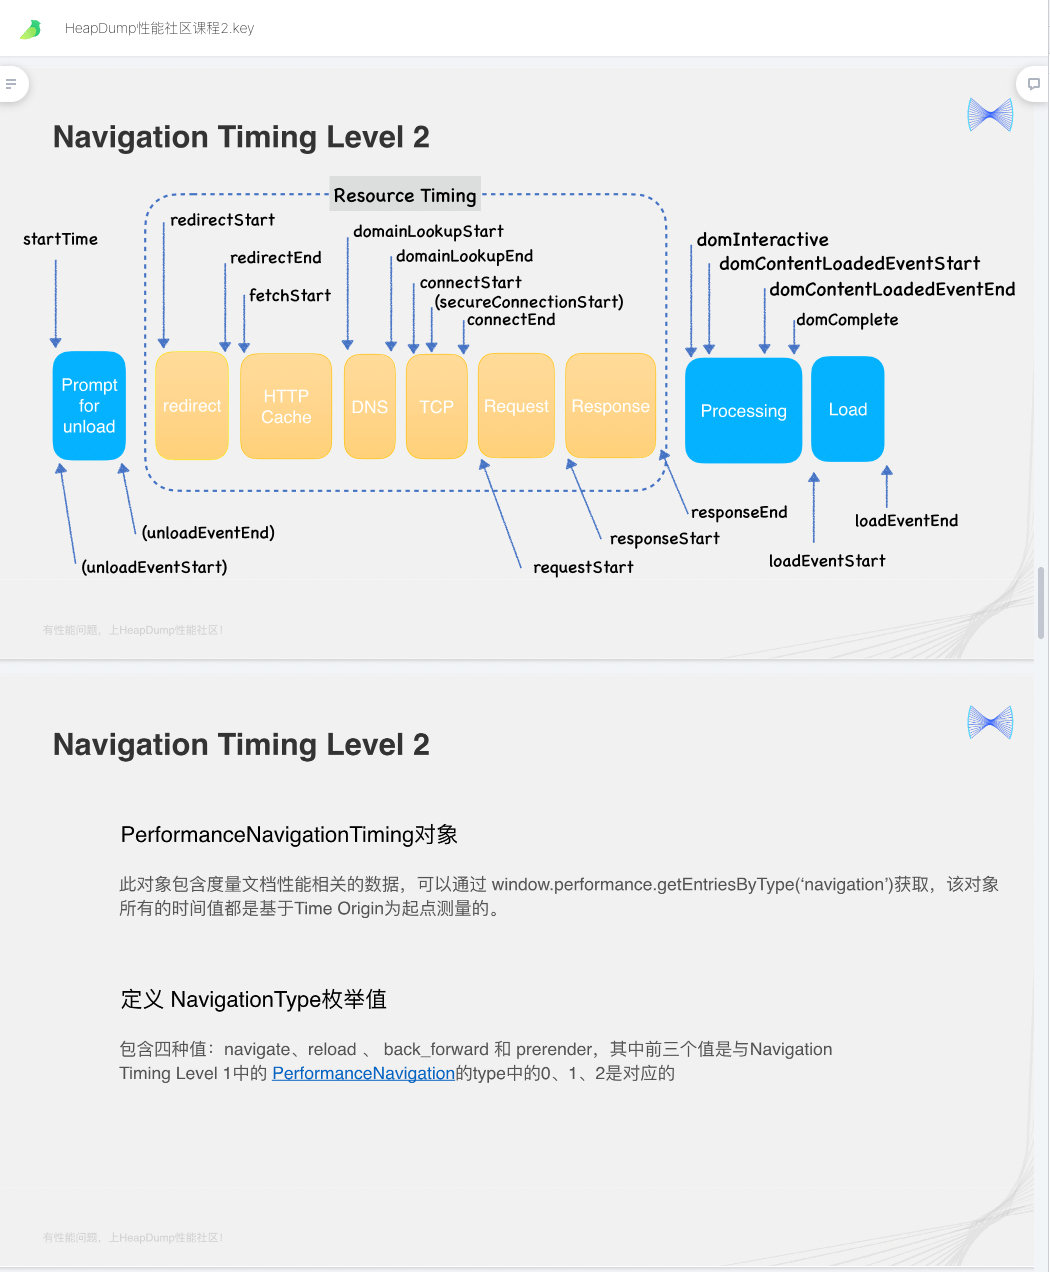 HeapDump性能社区课程2.key
Navigation Timing Level 2
Resource Timing
startTime
redirectStart
redirectEnd
fetchStart
domainLookupStart
domainLookupEnd
connectStart
(secureConnectionStart)
connectEnd
domInteractive
domContentLoadedEventStart
domContentLoadedEventEnd
domComplete
Prompt
for
unload
redirect
HTTP
Cache
DNS
TCP
Request
Response
Processing
Load
(unloadEventEnd)
(unloadEventStart)
requestStart
responseStart
responseEnd
loadEventStart
loadEventEnd
有性能问题，上HeapDump性能社区！
Navigation Timing Level 2
PerformanceNavigationTiming对象
此对象包含度量文档性能相关的数据，可以通过 window.performance.getEntriesByType(‘navigation’)获取，该对象
所有的时间值都是基于Time Origin为起点测量的。
定义 NavigationType枚举值
包含四种值：navigate、reload 、 back_forward 和 prerender，其中前三个值是与Navigation
Timing Level 1中的 PerformanceNavigation的type中的0、1、2是对应的
有性能问题，上HeapDump性能社区！